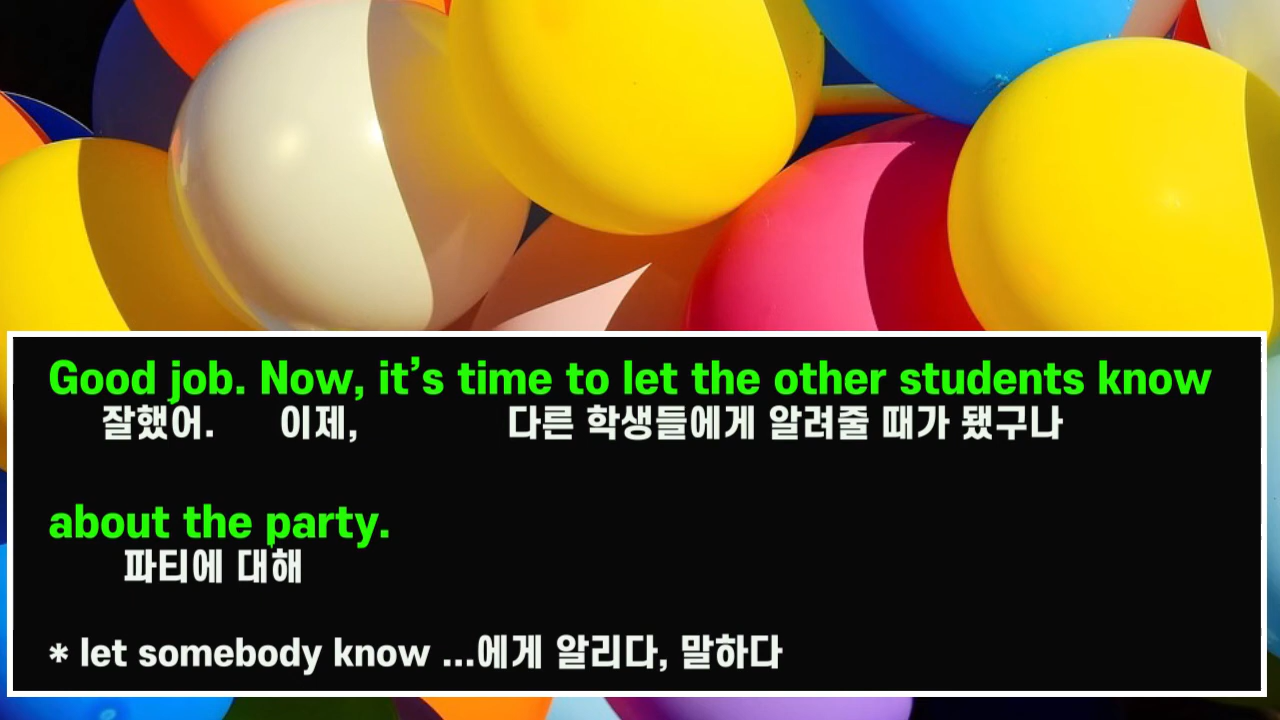 Good job. Now, it's time to let the other students know
잘했어. 이제, 다른 학생들에게 알려줄 때가 됐구나
about the party.
파티에 대해
* let somebody know ...에게 알리다, 말하다